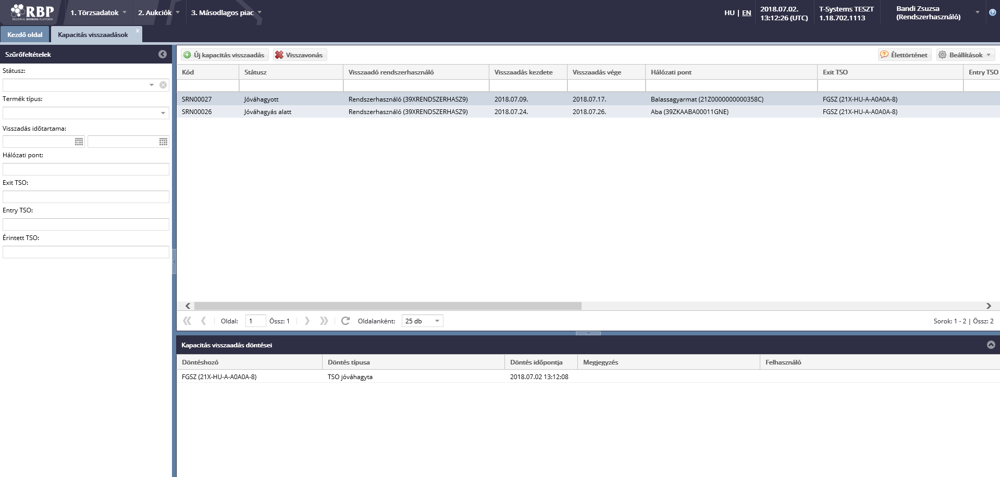 RBP
REGIONAL BOOKING PLATFORM
1. Törzsadatok
2. Aukciók
3. Másodlagos piac
HU | EN
2018.07.02.
13:12:26 (UTC)
T-Systems TESZT
1.18.702.1113
Bandi Zsuzsa
(Rendszerhasználó)
Kezdő oldal
Kapacitás visszaadások
Szűrőfeltételek
Státusz:
Termék típus:
Visszadás időtartama:
Hálózati pont:
Exit TSO:
Entry TSO:
Érintett TSO:
Új kapacitás visszaadás
Visszavonás
Élettörténet
Beállítások
Kód Státusz Visszaadó rendszerhasználó Visszaadás kezdete Visszaadás vége Hálózati pont Exit TSO Entry TSO
SRN00027 Jóváhagyott Rendszerhasználó (39XRENDSZERHASZ9) 2018.07.09. 2018.07.17. Balassagyarmat (21Z0000000000358C) FGSZ (21X-HU-A-A0A0A-8)
SRN00026 Jóváhagyás alatt Rendszerhasználó (39XRENDSZERHASZ9) 2018.07.24. 2018.07.26. Aba (39ZKAABA00011GNE) FGSZ (21X-HU-A-A0A0A-8)
Oldal: 1 Össz: 1 Oldalanként: 25 db Sorok: 1 - 2 | Össz: 2
Kapacitás visszaadás döntései
Döntéshozó Döntés típusa Döntés időpontja Megjegyzés Felhasználó
FGSZ (21X-HU-A-A0A0A-8) TSO jóváhagyta 2018.07.02 13:12:08